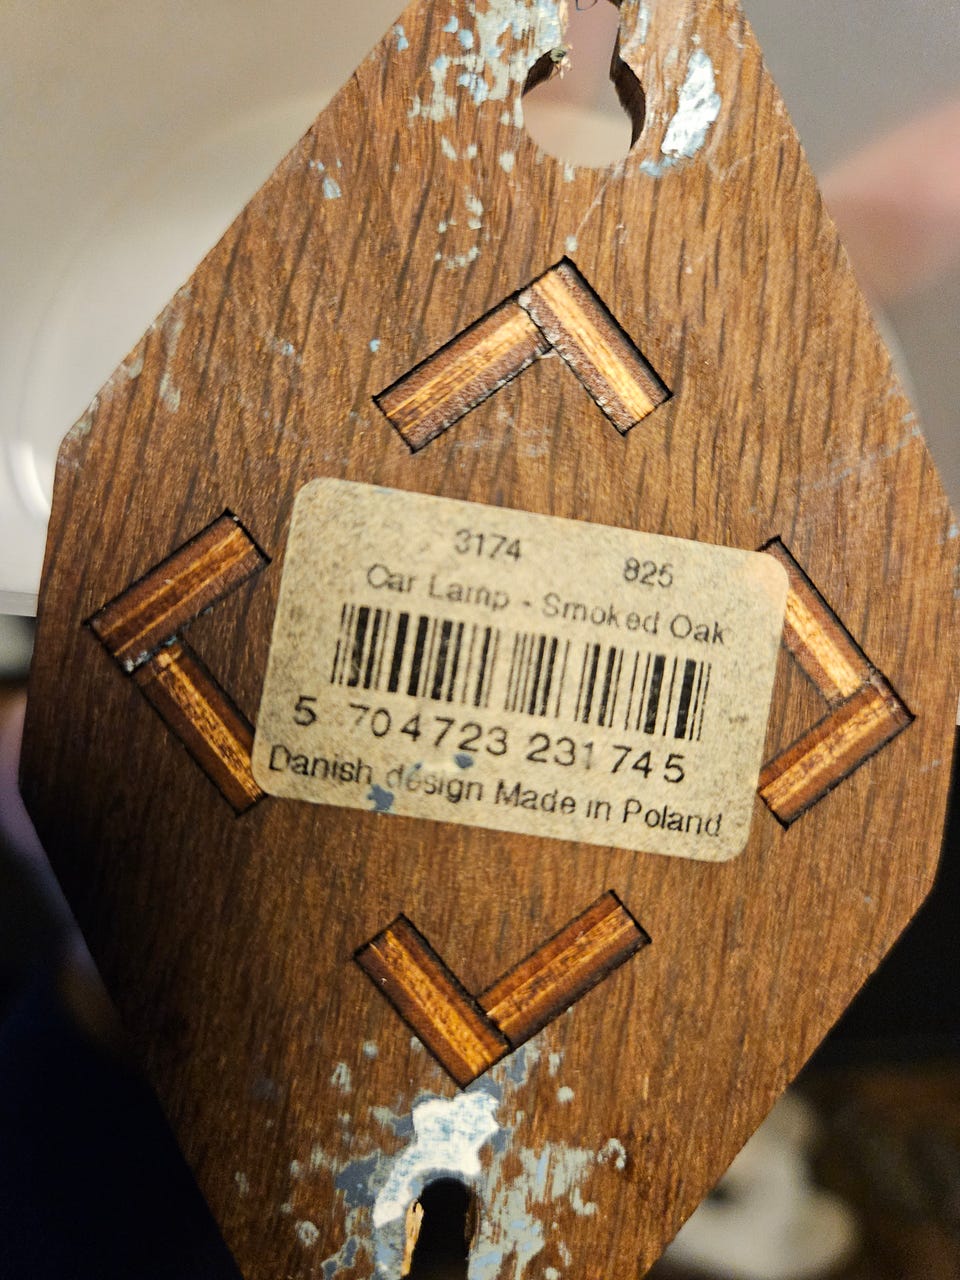 3174 825
Car Lamp - Smoked Oak
5 704723 231745
Danish design Made in Poland